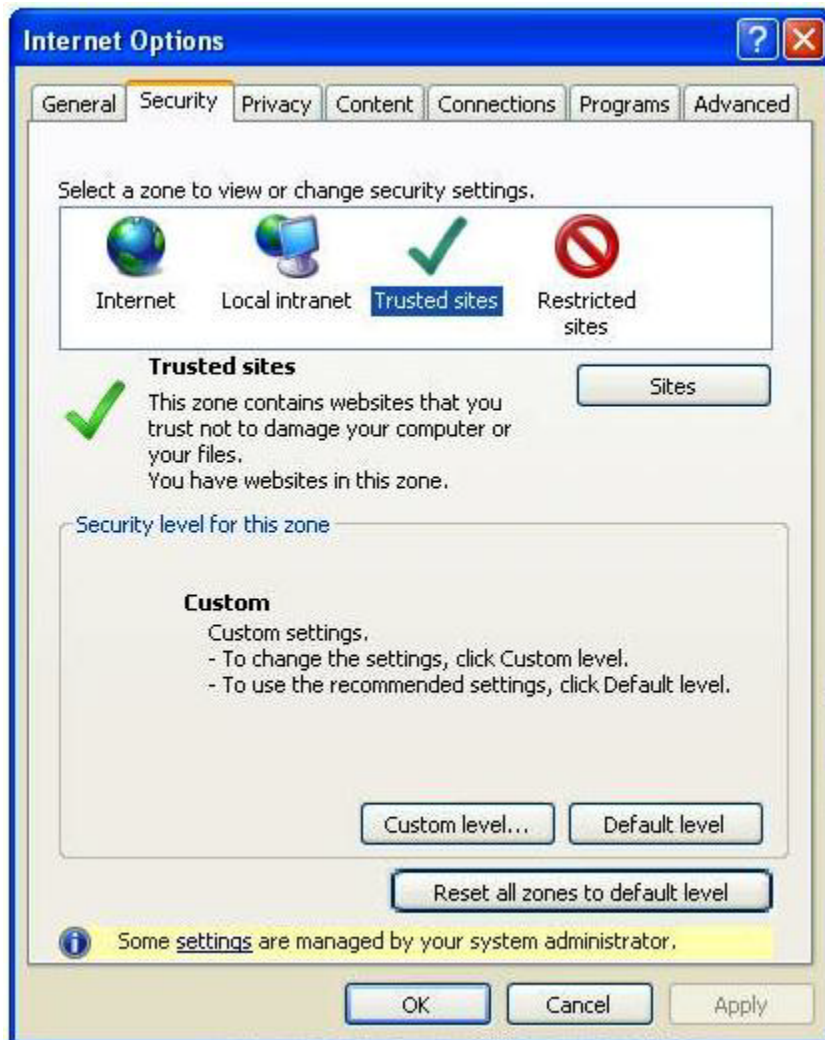 Internet Options
General Security Privacy Content Connections Programs Advanced
Select a zone to view or change security settings.
Internet Local intranet Trusted sites Restricted
sites
Trusted sites
Sites
This zone contains websites that you
trust not to damage your computer or
your files.
You have websites in this zone.
Security level for this zone
Custom
Custom settings.
- To change the settings, click Custom level.
- To use the recommended settings, click Default level.
Custom level... Default level
Reset all zones to default level
Some settings are managed by your system administrator.
OK Cancel Apply